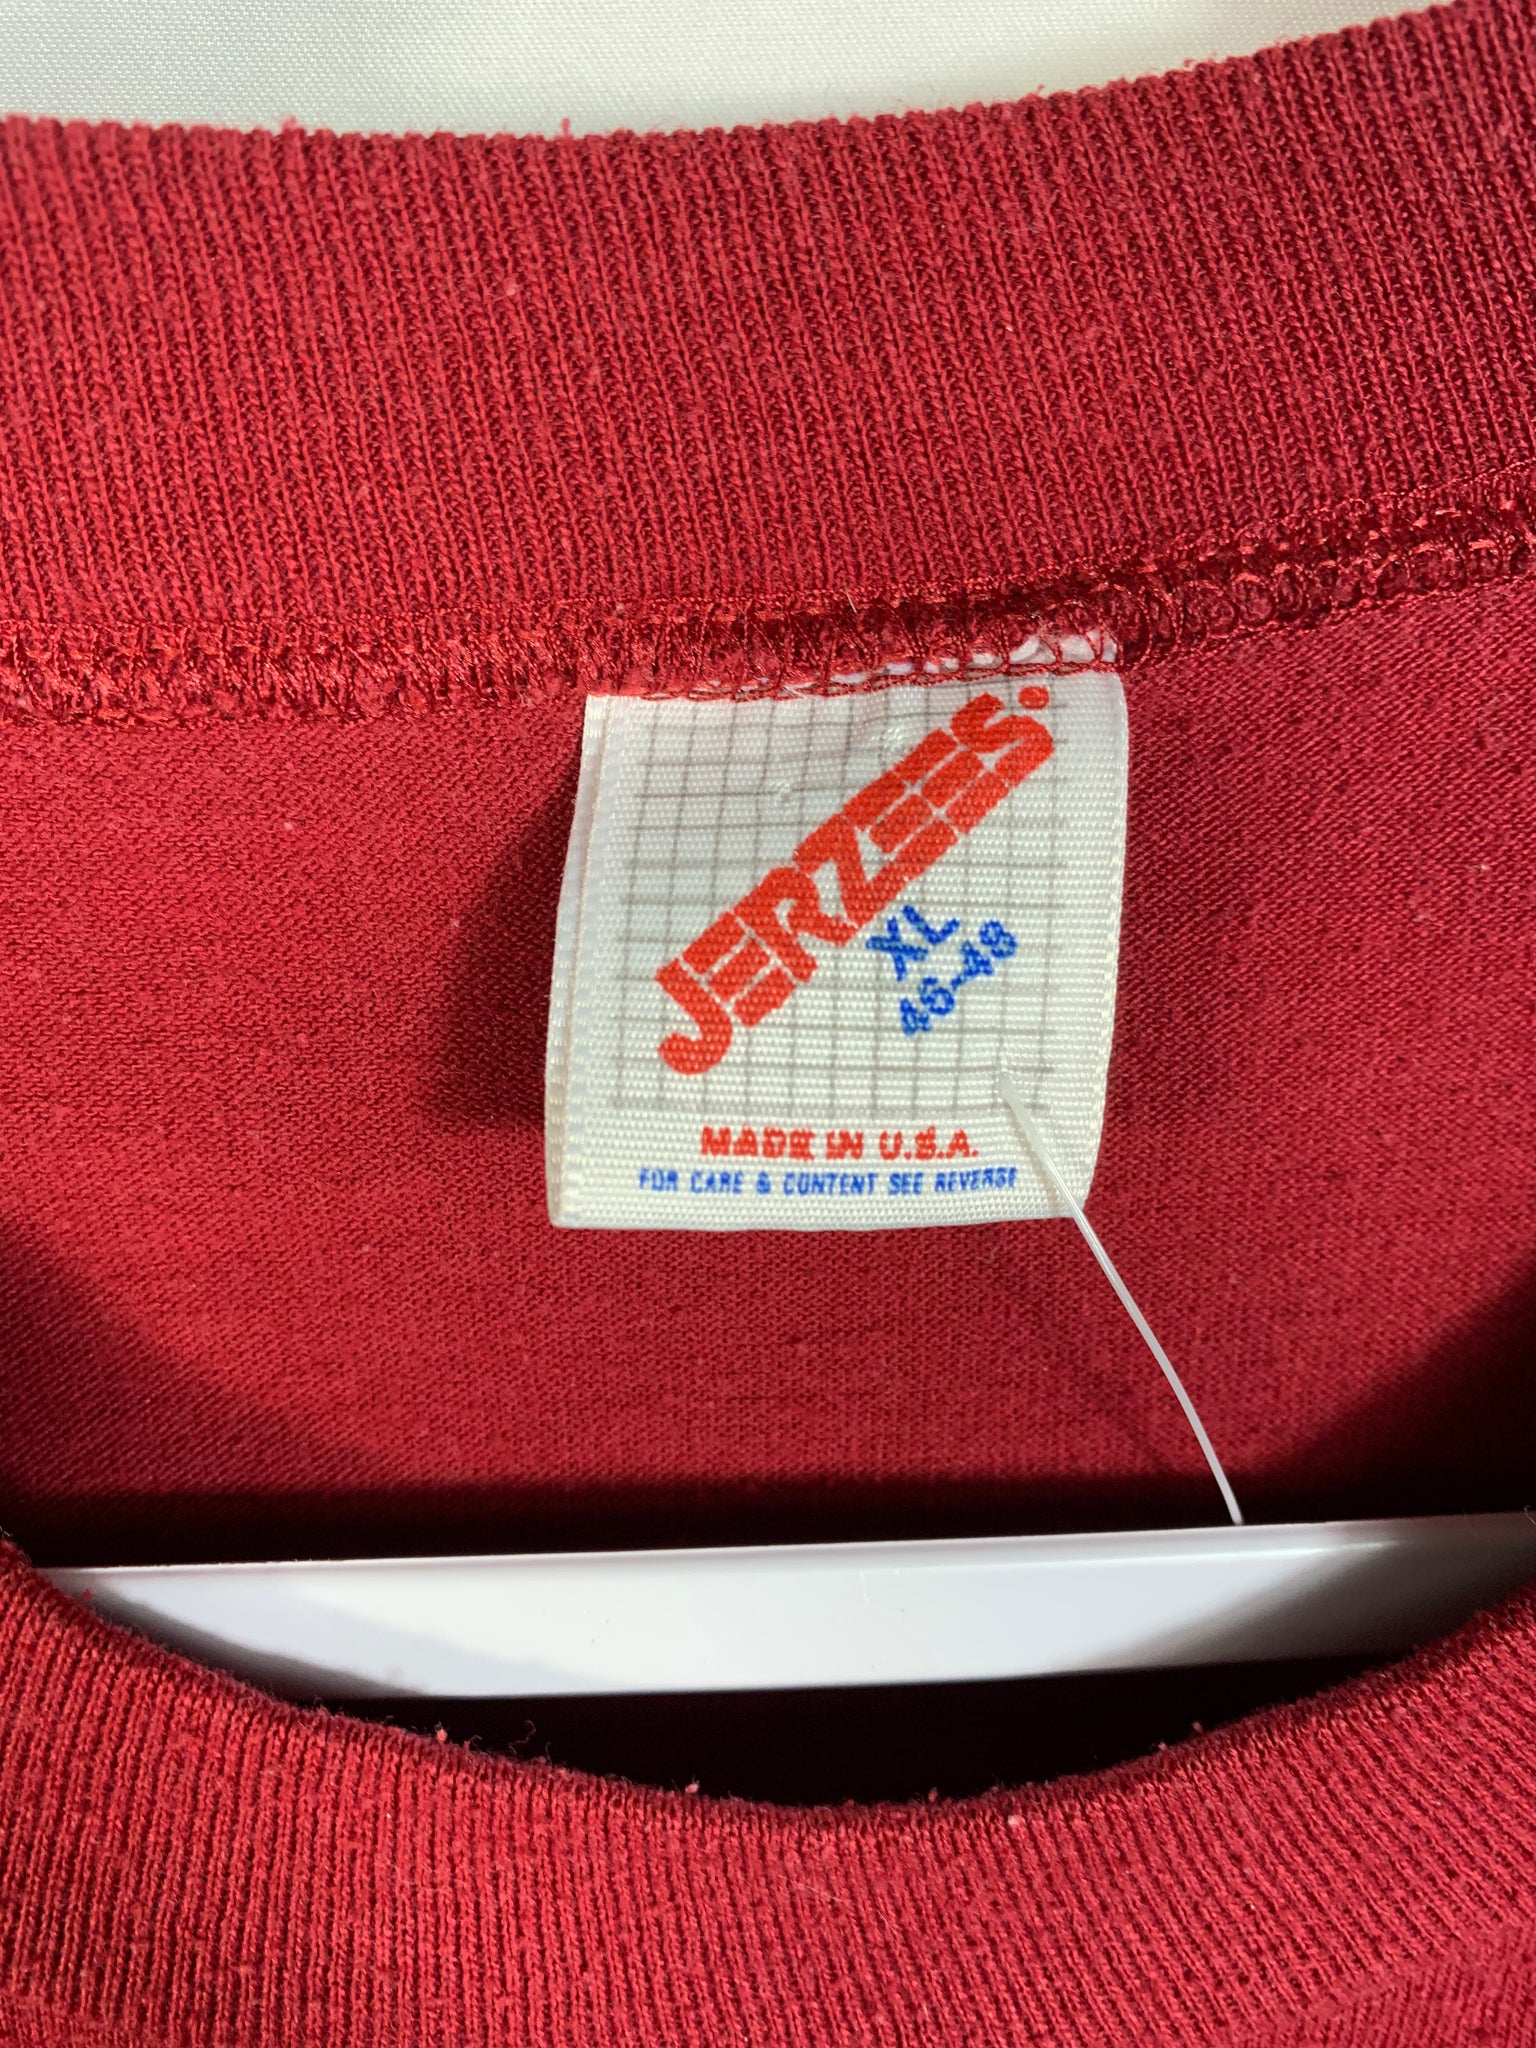 JERZEES.
XL
46-48
MADE IN U.S.A.
FOR CARE & CONTENT SEE REVERSE